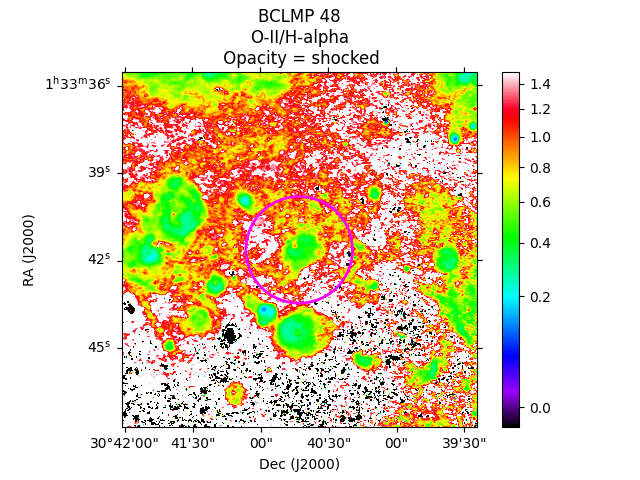 BCLMP 48
O-II/H-alpha
Opacity = shocked
1h33m36s
39s
42s
45s
RA (J2000)
30°42'00" 41'30" 00" 40'30" 00" 39'30"
Dec (J2000)
1.4
1.2
1.0
0.8
0.6
0.4
0.2
0.0